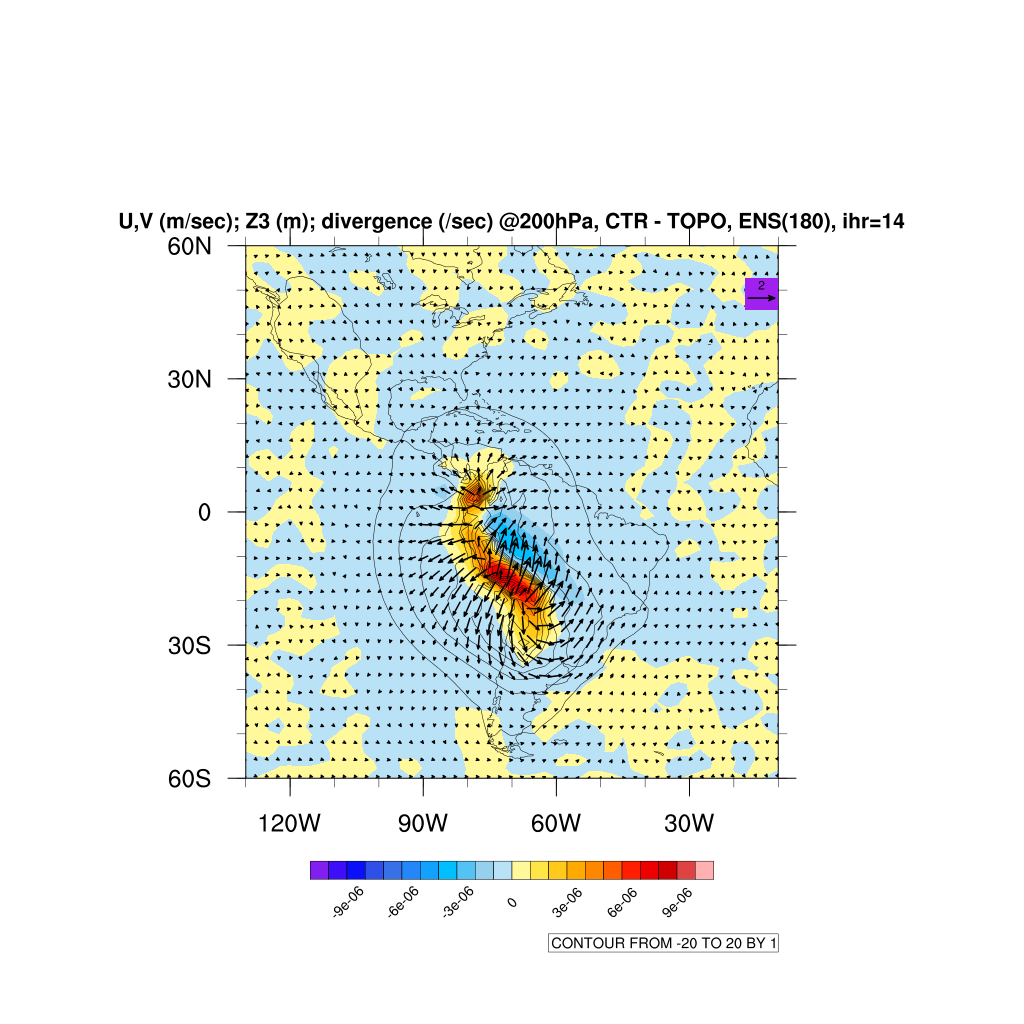 U,V (m/sec); Z3 (m); divergence (/sec) @200hPa, CTR - TOPO, ENS(180), ihr=14
60N
2
30N
0
30S
60S
120W 90W 60W 30W
-9e-06 -6e-06 -3e-06 0 3e-06 6e-06 9e-06
CONTOUR FROM -20 TO 20 BY 1